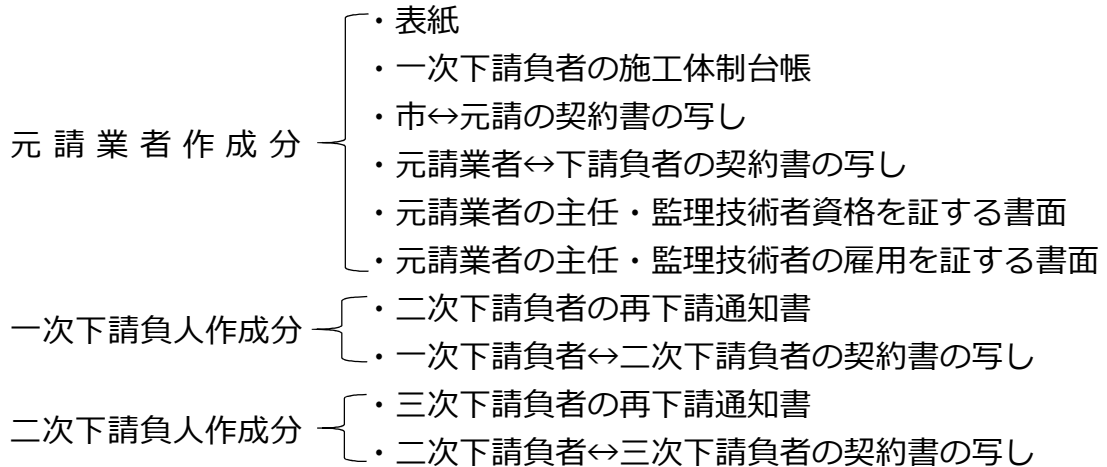 元請業者作成分
・表紙
・一次下請負者の施工体制台帳
・市↔元請の契約書の写し
・元請業者↔下請負者の契約書の写し
・元請業者の主任・監理技術者資格を証する書面
・元請業者の主任・監理技術者の雇用を証する書面
一次下請負人作成分
・二次下請負者の再下請通知書
・一次下請負者↔二次下請負者の契約書の写し
二次下請負人作成分
・三次下請負者の再下請通知書
・二次下請負者↔三次下請負者の契約書の写し